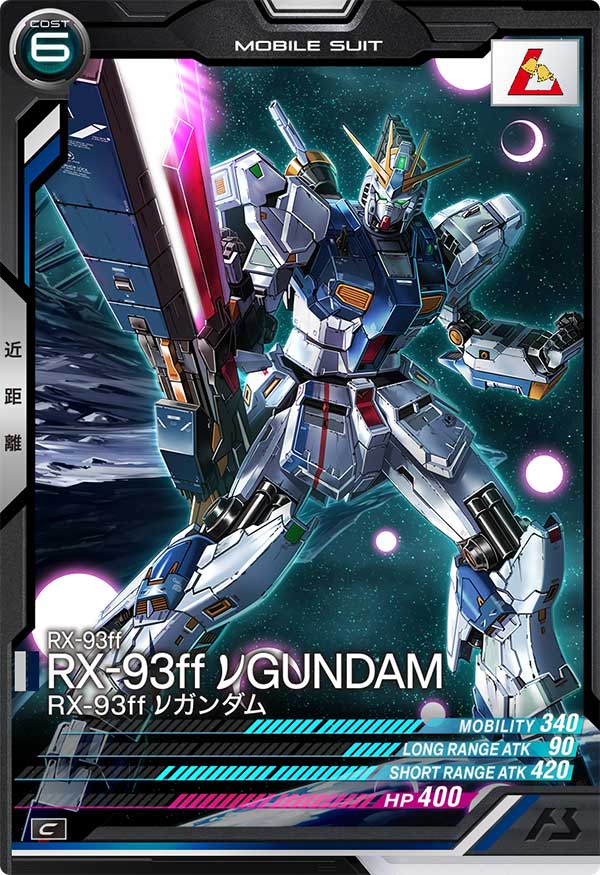 COST
6
MOBILE SUIT
L
近距離
RX-93ff
RX-93ff νGUNDAM
RX-93ff νガンダム
MOBILITY 340
LONG RANGE ATK 90
SHORT RANGE ATK 420
HP 400
C